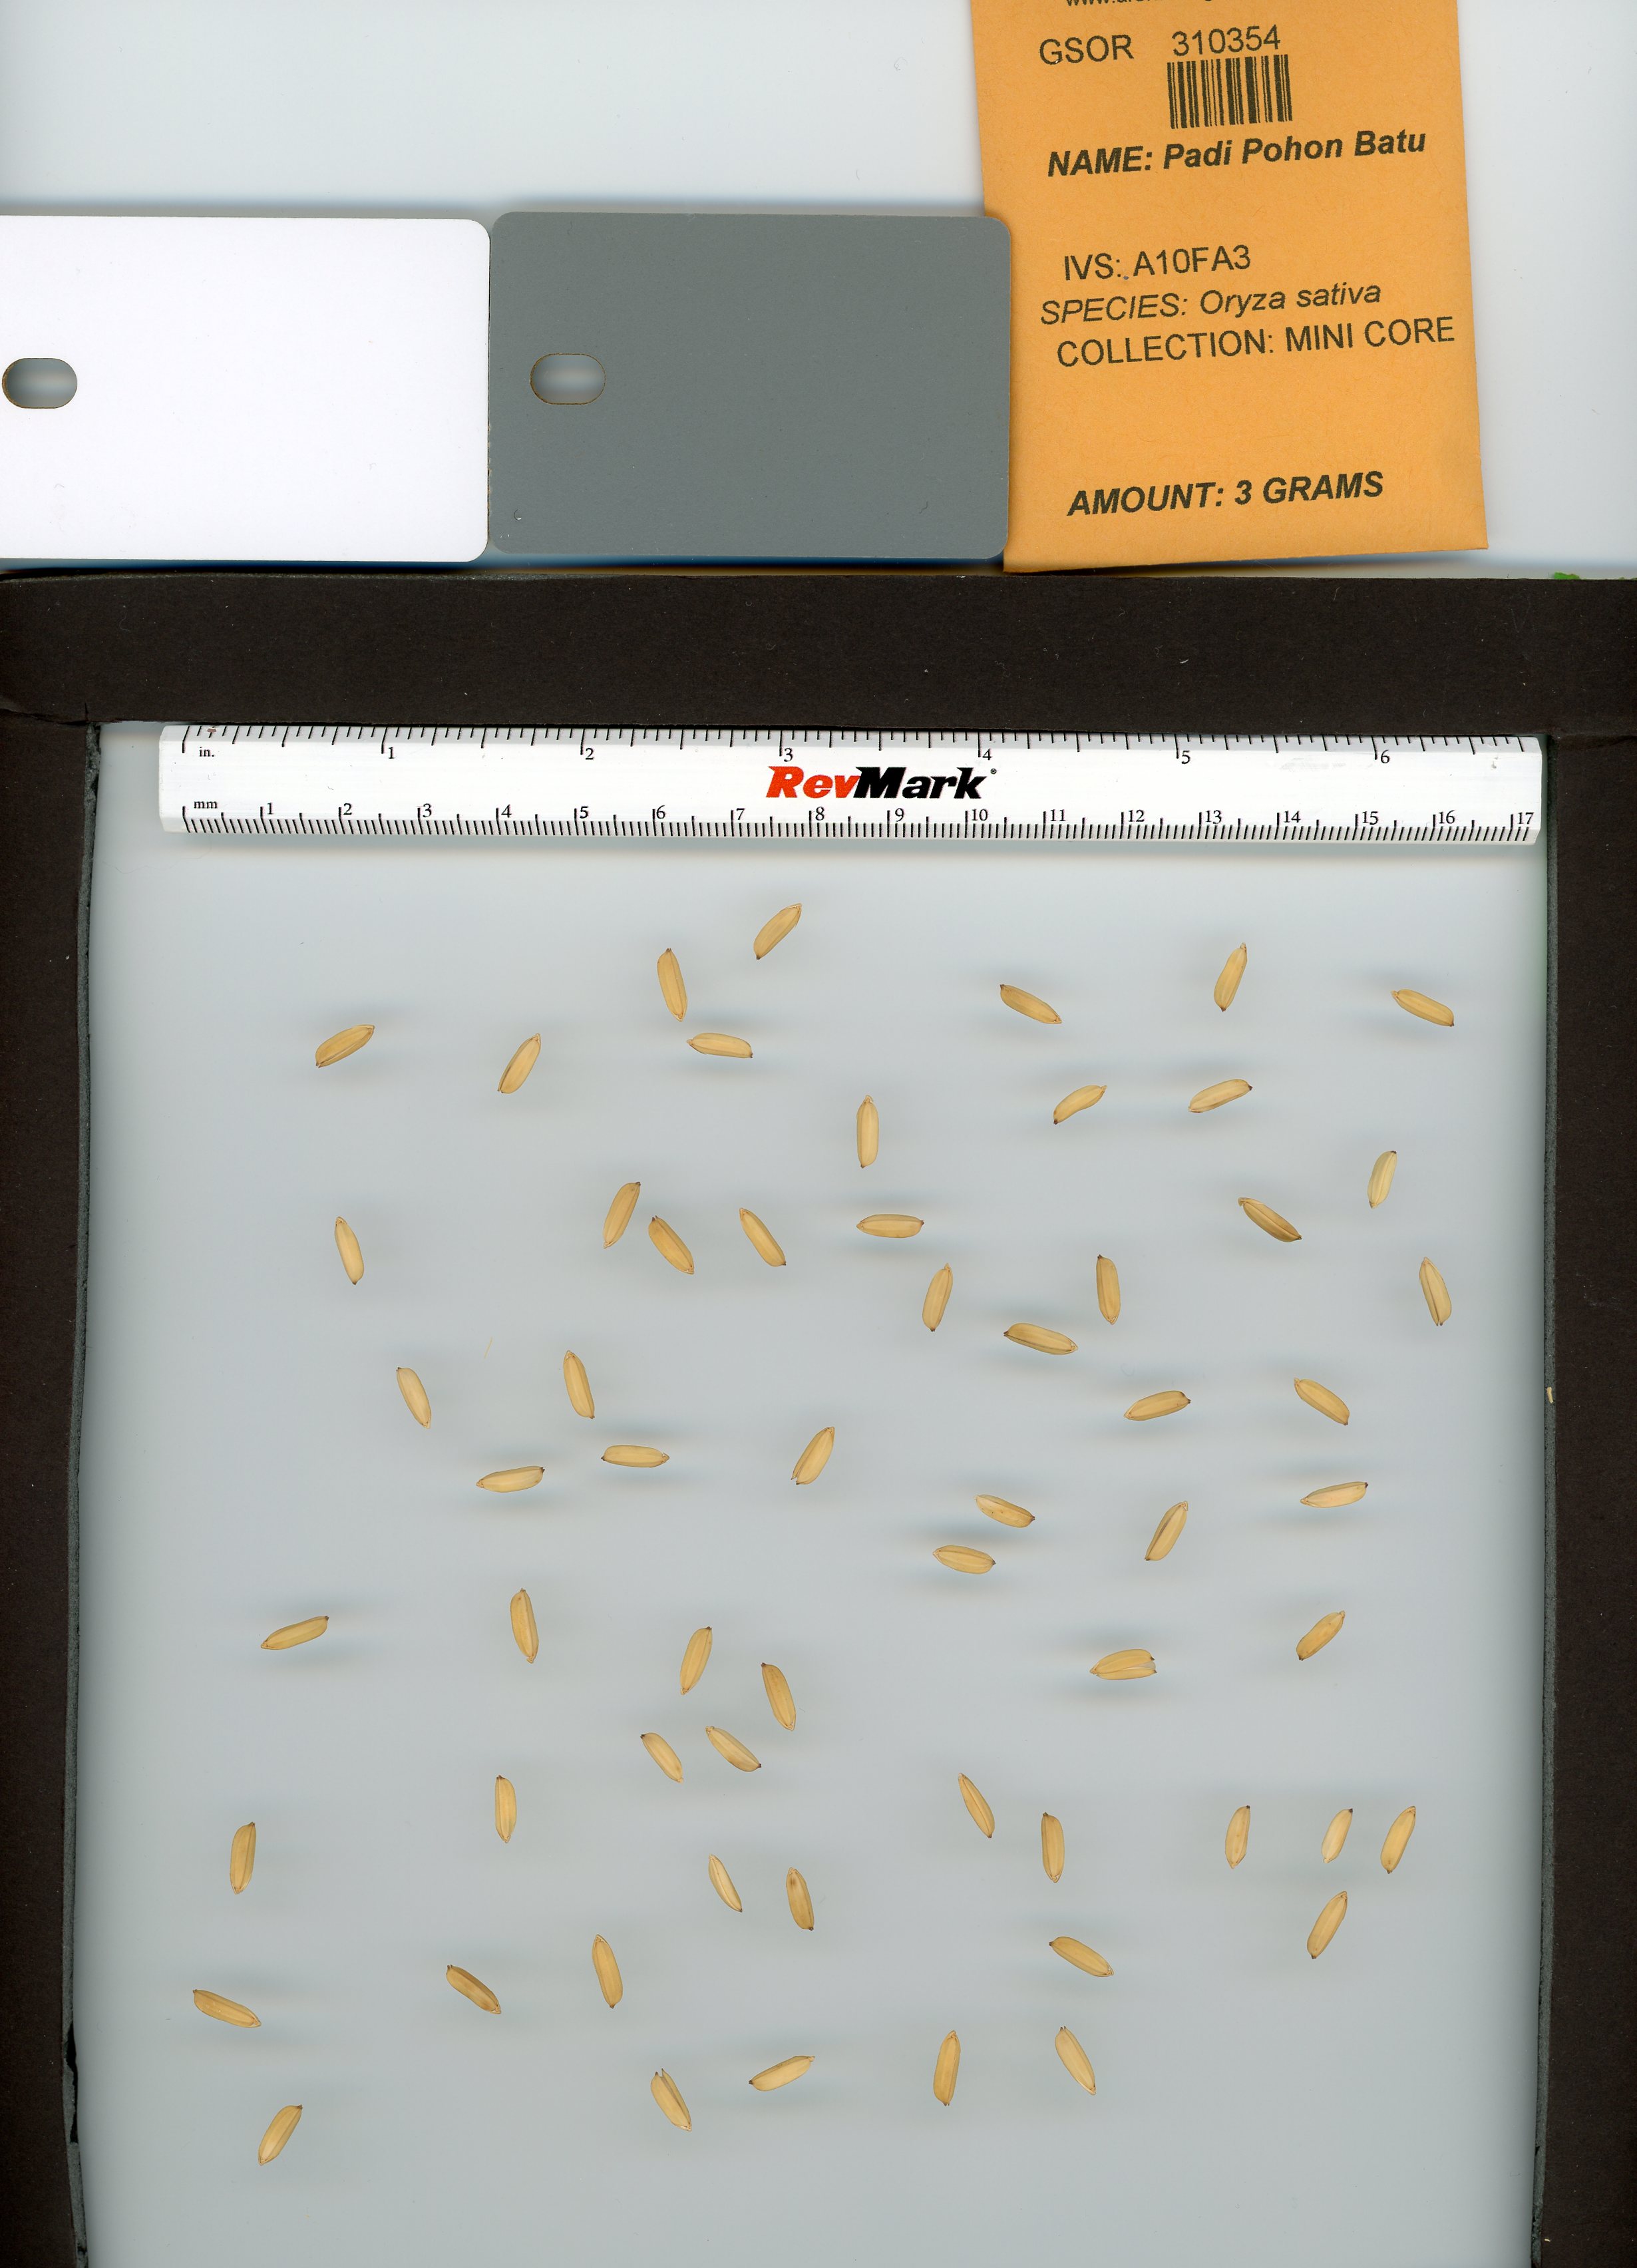 GSOR 310354
NAME: Padi Pohon Batu
IVS: A10FA3
SPECIES: Oryza sativa
COLLECTION: MINI CORE
AMOUNT: 3 GRAMS
in. 1 2 3 4 5 6
RevMark
mm 1 2 3 4 5 6 7 8 9 10 11 12 13 14 15 16 17